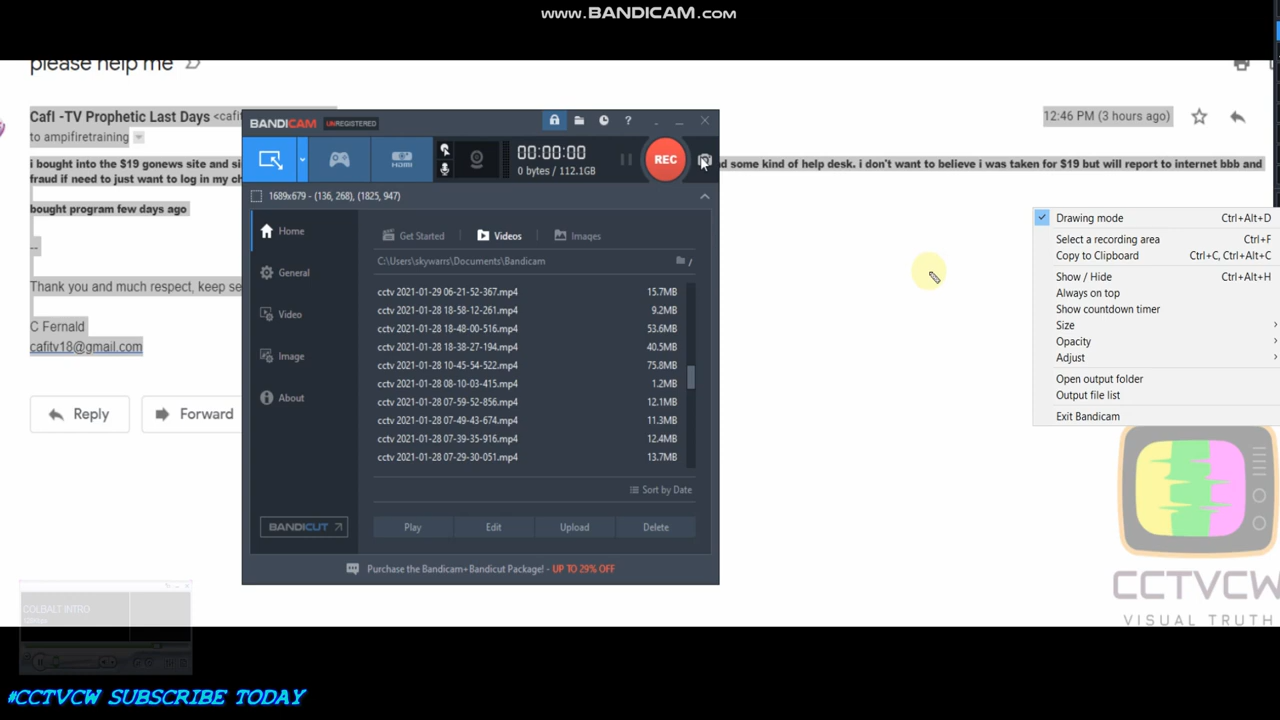 www.BANDICAM.com
please help me
CafI -TV Prophetic Last Days <cafi
12:46 PM (3 hours ago)
to ampifiretraining
i bought into the $19 gonews site and si
nd some kind of help desk. i don't want to believe i was taken for $19 but will report to internet bbb and
fraud if need to just want to log in my ch
bought program few days ago
--
Thank you and much respect, keep se
C Fernald
cafitv18@gmail.com
Reply
Forward
BANDICAM UNREGISTERED
?
HDMI
00:00:00
0 bytes / 112.1GB
REC
1689x679 - (136, 268), (1825, 947)
Home
General
Video
Image
About
BANDICUT
Get Started
Videos
Images
C:\Users\skywarrs\Documents\Bandicam
cctv 2021-01-29 06-21-52-367.mp4 15.7MB
cctv 2021-01-28 18-58-12-261.mp4 9.2MB
cctv 2021-01-28 18-48-00-516.mp4 53.6MB
cctv 2021-01-28 18-38-27-194.mp4 40.5MB
cctv 2021-01-28 10-45-54-522.mp4 75.8MB
cctv 2021-01-28 08-10-03-415.mp4 1.2MB
cctv 2021-01-28 07-59-52-856.mp4 12.1MB
cctv 2021-01-28 07-49-43-674.mp4 11.3MB
cctv 2021-01-28 07-39-35-916.mp4 12.4MB
cctv 2021-01-28 07-29-30-051.mp4 13.7MB
Sort by Date
Play
Edit
Upload
Delete
Purchase the Bandicam+Bandicut Package! - UP TO 29% OFF
Drawing mode Ctrl+Alt+D
Select a recording area Ctrl+F
Copy to Clipboard Ctrl+C, Ctrl+Alt+C
Show / Hide Ctrl+Alt+H
Always on top
Show countdown timer
Size
Opacity
Adjust
Open output folder
Output file list
Exit Bandicam
CCTVCW
VISUAL TRUTH
COLBALT INTRO
#CCTVCW SUBSCRIBE TODAY